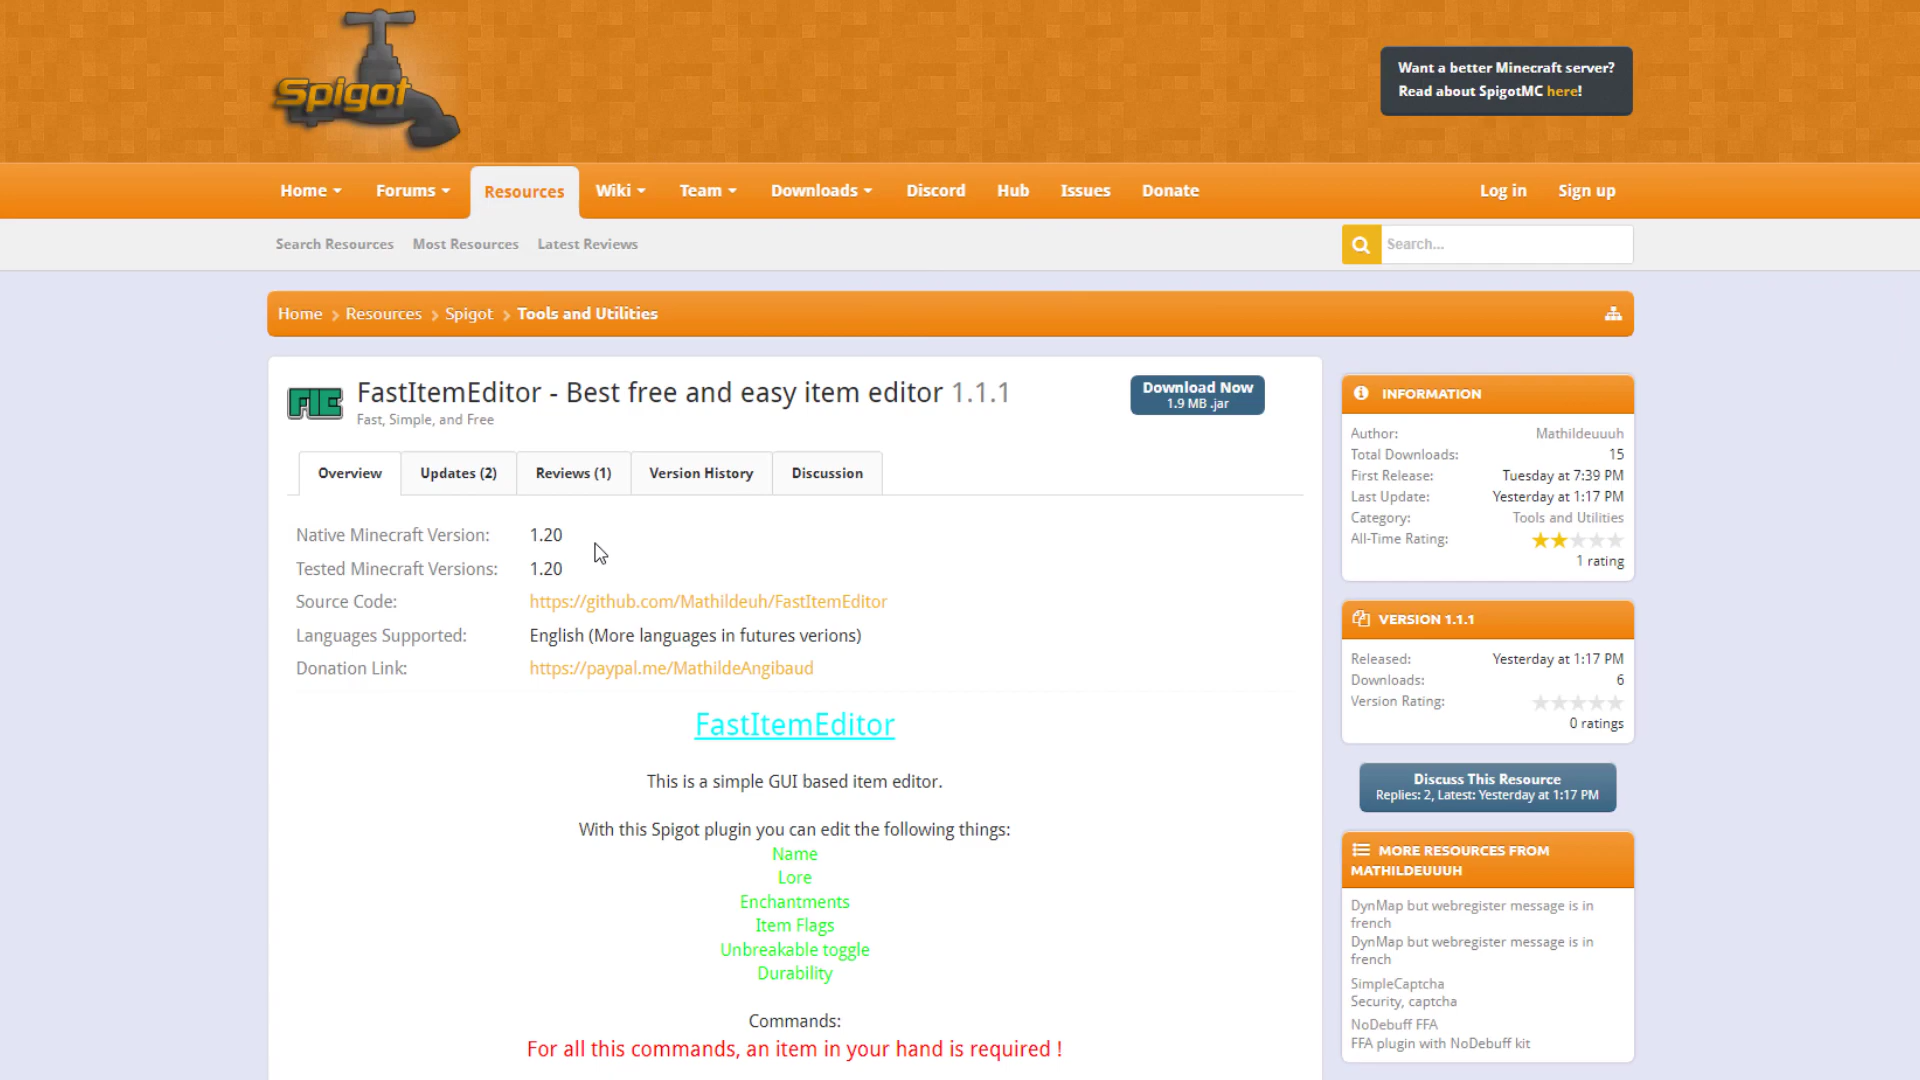 Spigot
Want a better Minecraft server?
Read about SpigotMC here!
Home
Forums
Resources
Wiki
Team
Downloads
Discord
Hub
Issues
Donate
Log in
Sign up
Search Resources
Most Resources
Latest Reviews
Search...
Home
Resources
Spigot
Tools and Utilities
FIE
FastItemEditor - Best free and easy item editor 1.1.1
Fast, Simple, and Free
Download Now
1.9 MB .jar
Overview
Updates (2)
Reviews (1)
Version History
Discussion
Native Minecraft Version: 1.20
Tested Minecraft Versions: 1.20
Source Code: https://github.com/Mathildeuh/FastItemEditor
Languages Supported: English (More languages in futures verions)
Donation Link: https://paypal.me/MathildeAngibaud
FastItemEditor
This is a simple GUI based item editor.
With this Spigot plugin you can edit the following things:
Name
Lore
Enchantments
Item Flags
Unbreakable toggle
Durability
Commands:
For all this commands, an item in your hand is required !
INFORMATION
Author: Mathildeuuuh
Total Downloads: 15
First Release: Tuesday at 7:39 PM
Last Update: Yesterday at 1:17 PM
Category: Tools and Utilities
All-Time Rating:
1 rating
VERSION 1.1.1
Released: Yesterday at 1:17 PM
Downloads: 6
Version Rating:
0 ratings
Discuss This Resource
Replies: 2, Latest: Yesterday at 1:17 PM
MORE RESOURCES FROM
MATHILDEUUUH
DynMap but webregister message is in
french
DynMap but webregister message is in
french
SimpleCaptcha
Security, captcha
NoDebuff FFA
FFA plugin with NoDebuff kit